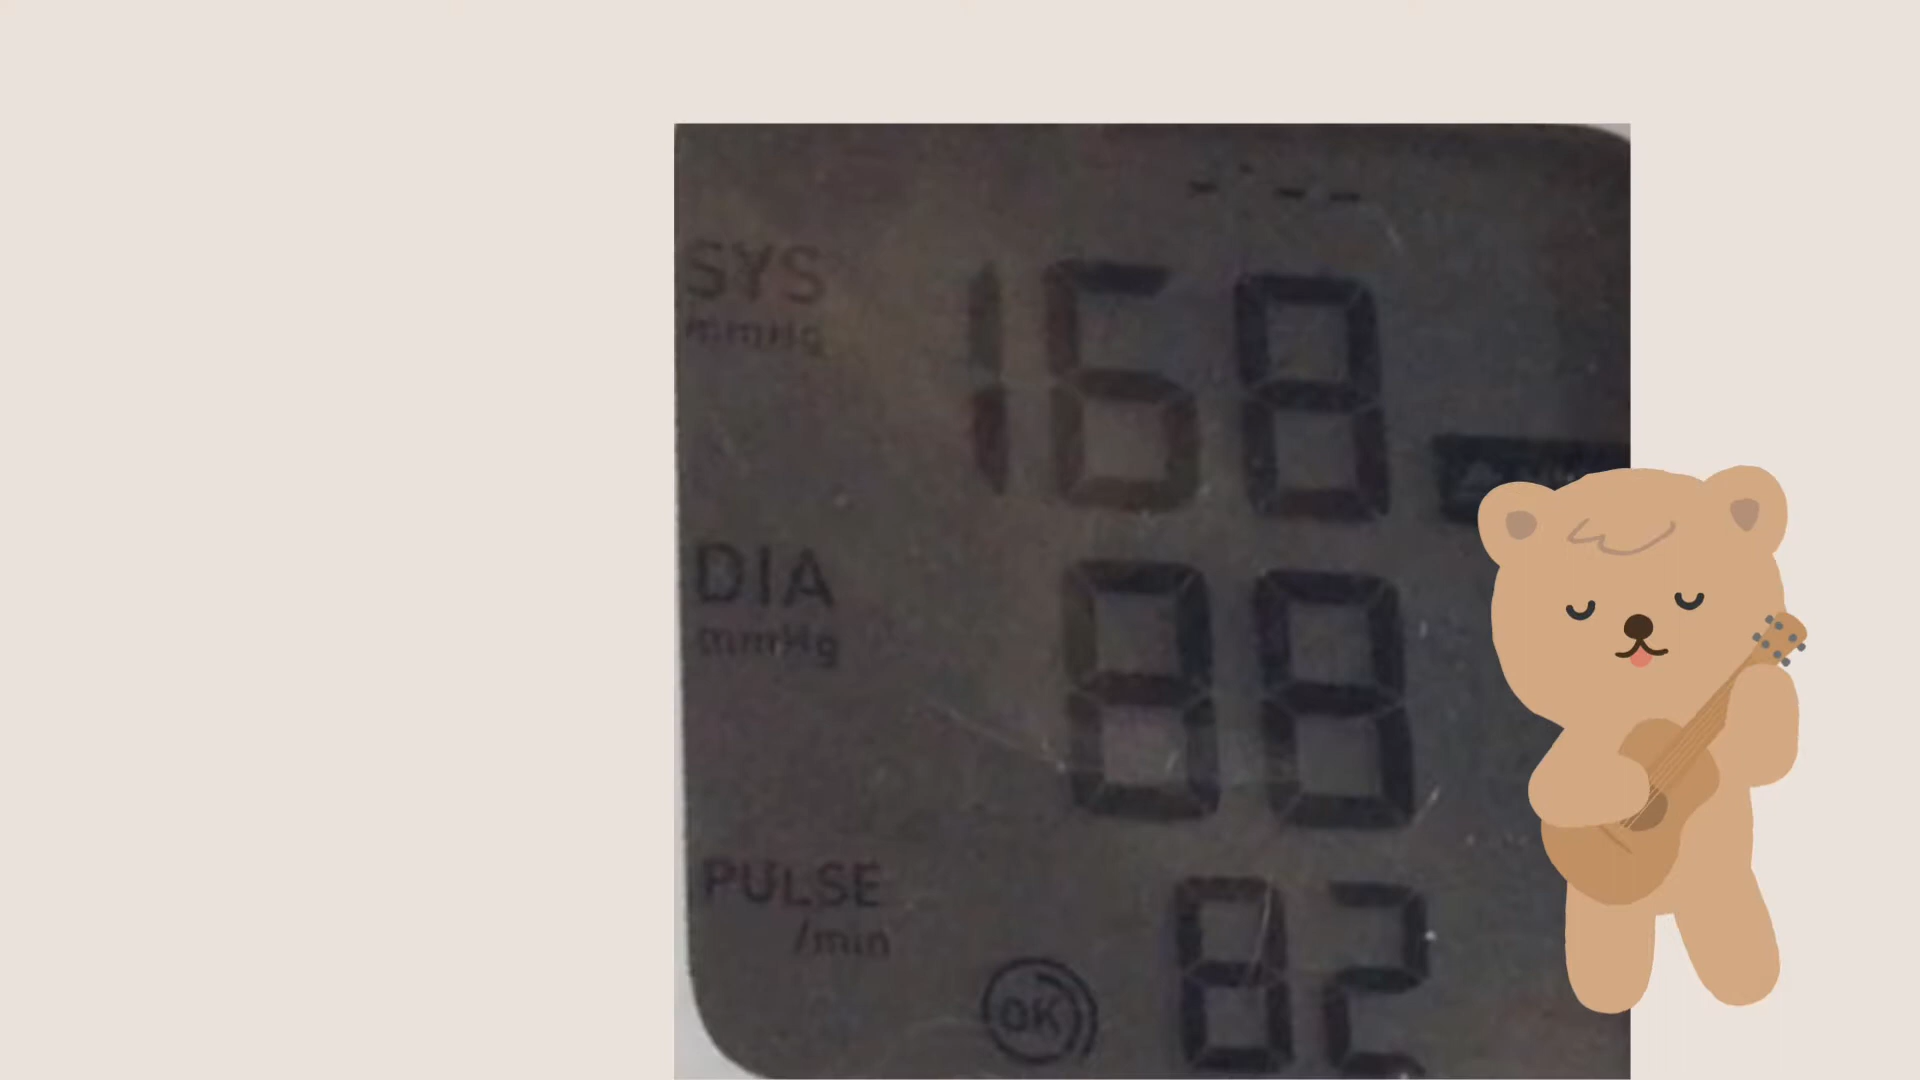 SYS 168
mmHg
DIA 88
mmHg
PULSE 82
/min
OK